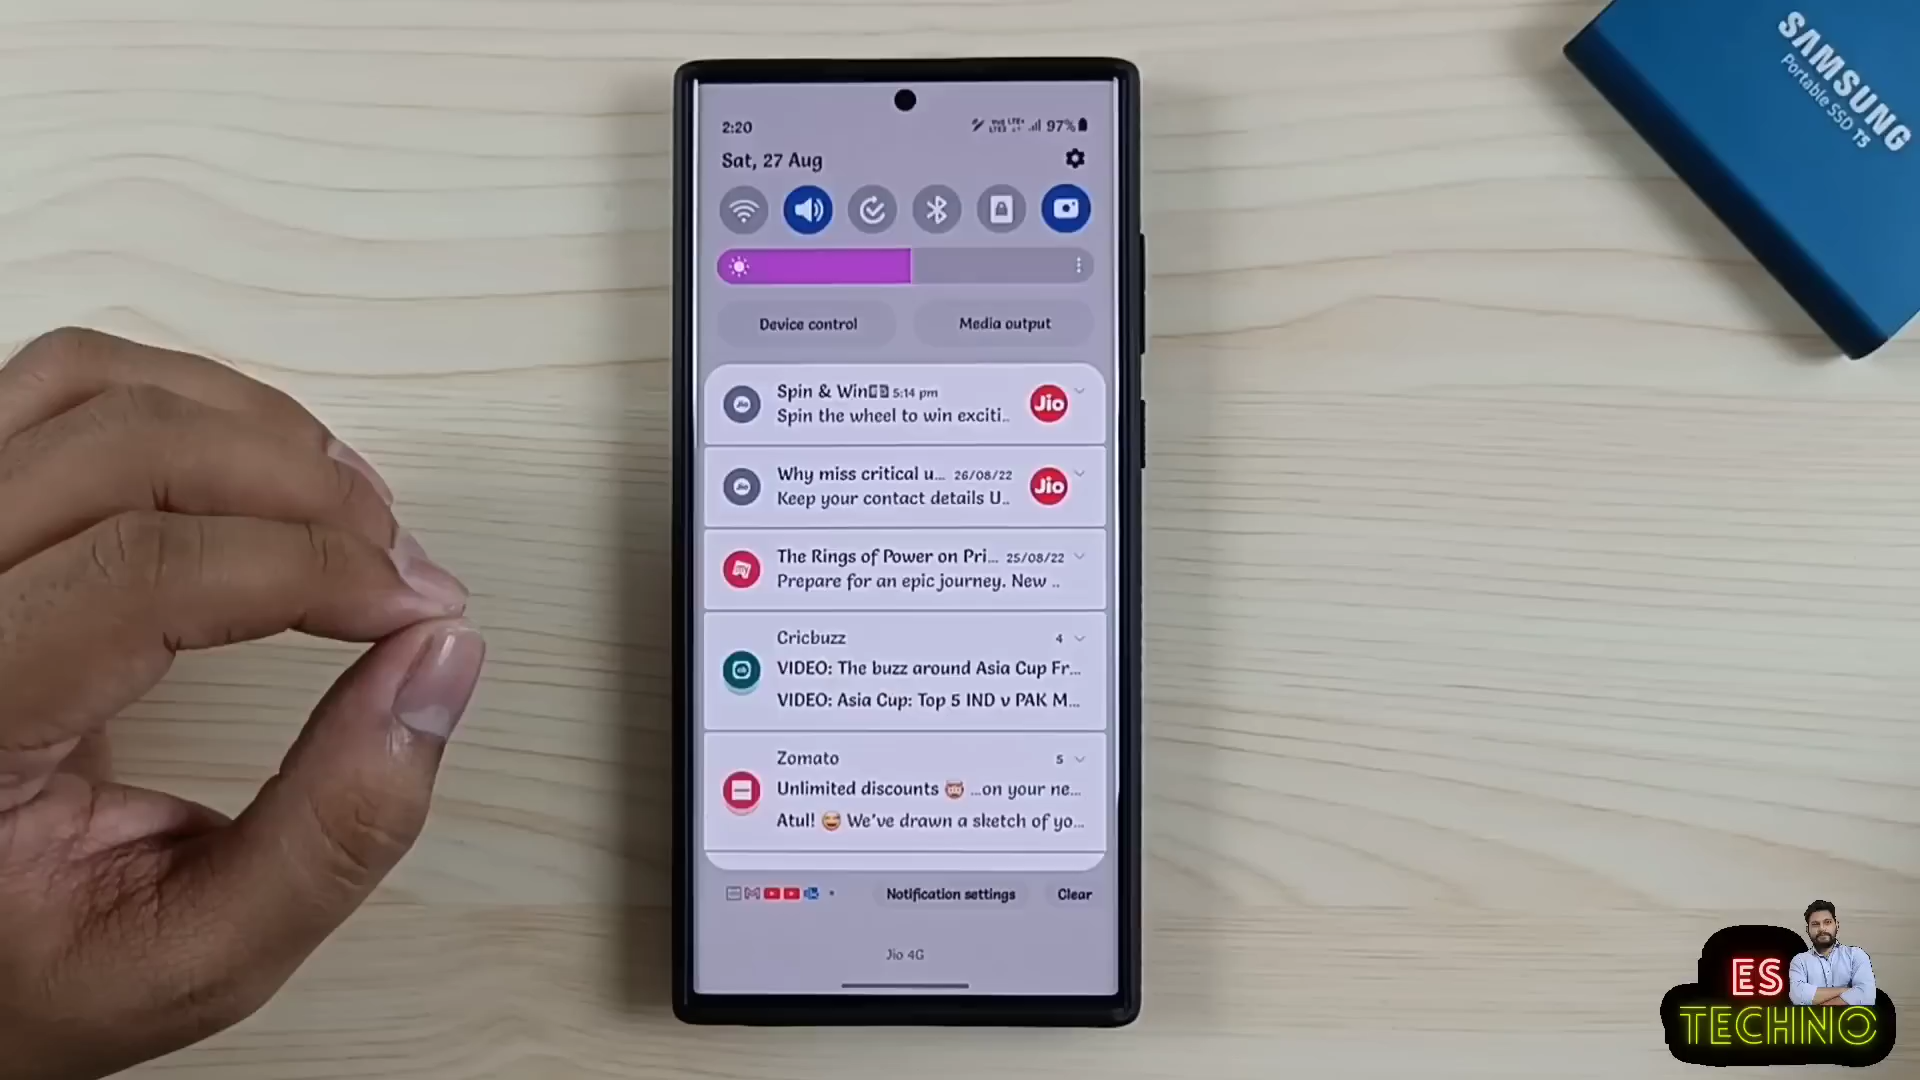 SAMSUNG
Portable SSD T5
2:20
97%
Sat, 27 Aug
Device control
Media output
Spin & Win 5:14 pm
Spin the wheel to win exciti..
Jio
Why miss critical u... 26/08/22
Keep your contact details U..
Jio
The Rings of Power on Pri... 25/08/22
Prepare for an epic journey. New ..
Cricbuzz 4
VIDEO: The buzz around Asia Cup Fr...
VIDEO: Asia Cup: Top 5 IND v PAK M...
Zomato 5
Unlimited discounts 🤯 ...on your ne...
Atul! 😅 We've drawn a sketch of yo...
Notification settings
Clear
Jio 4G
ES
TECHNO